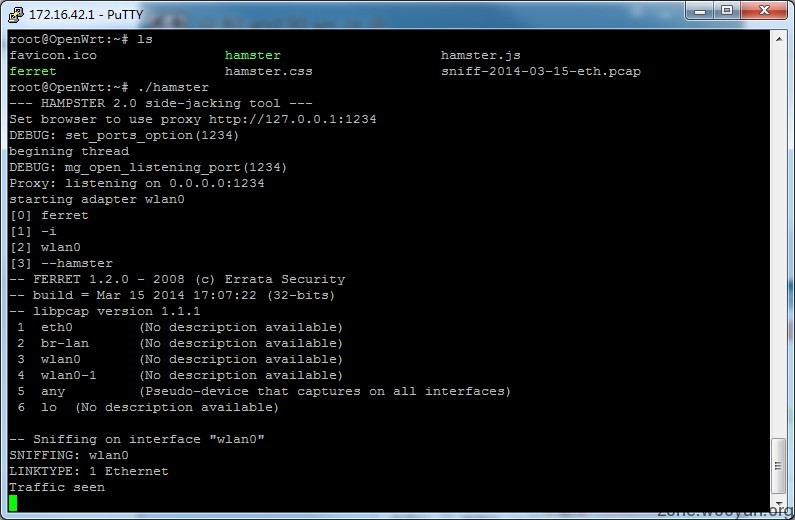 172.16.42.1 - PuTTY
root@OpenWrt:~# ls
favicon.ico hamster hamster.js
ferret hamster.css sniff-2014-03-15-eth.pcap
root@OpenWrt:~# ./hamster
--- HAMPSTER 2.0 side-jacking tool ---
Set browser to use proxy http://127.0.0.1:1234
DEBUG: set_ports_option(1234)
begining thread
DEBUG: mg_open_listening_port(1234)
Proxy: listening on 0.0.0.0:1234
starting adapter wlan0
[0] ferret
[1] -i
[2] wlan0
[3] --hamster
-- FERRET 1.2.0 - 2008 (c) Errata Security
-- build = Mar 15 2014 17:07:22 (32-bits)
-- libpcap version 1.1.1
1 eth0 (No description available)
2 br-lan (No description available)
3 wlan0 (No description available)
4 wlan0-1 (No description available)
5 any (Pseudo-device that captures on all interfaces)
6 lo (No description available)
-- Sniffing on interface "wlan0"
SNIFFING: wlan0
LINKTYPE: 1 Ethernet
Traffic seen
zone.wooyun.org